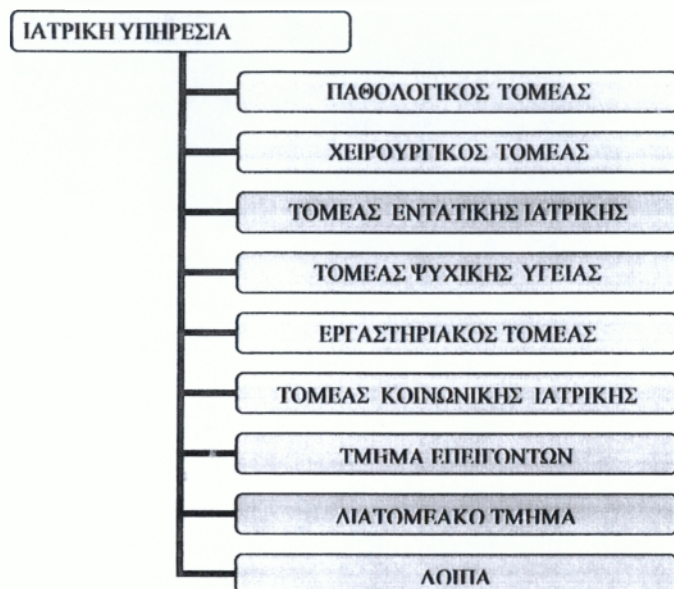 ΙΑΤΡΙΚΗ ΥΠΗΡΕΣΙΑ
ΠΑΘΟΛΟΓΙΚΟΣ ΤΟΜΕΑΣ
ΧΕΙΡΟΥΡΓΙΚΟΣ ΤΟΜΕΑΣ
ΤΟΜΕΑΣ ΕΝΤΑΤΙΚΗΣ ΙΑΤΡΙΚΗΣ
ΤΟΜΕΑΣ ΨΥΧΙΚΗΣ ΥΓΕΙΑΣ
ΕΡΓΑΣΤΗΡΙΑΚΟΣ ΤΟΜΕΑΣ
ΤΟΜΕΑΣ ΚΟΙΝΩΝΙΚΗΣ ΙΑΤΡΙΚΗΣ
ΤΜΗΜΑ ΕΠΕΙΓΟΝΤΩΝ
ΔΙΑΤΟΜΕΑΚΟ ΤΜΗΜΑ
ΛΟΙΠΑ